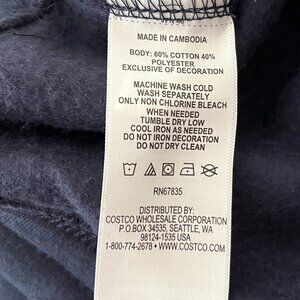 MADE IN CAMBODIA
BODY: 60% COTTON 40%
POLYESTER
EXCLUSIVE OF DECORATION
MACHINE WASH COLD
WASH SEPARATELY
ONLY NON CHLORINE BLEACH
WHEN NEEDED
TUMBLE DRY LOW
COOL IRON AS NEEDED
DO NOT IRON DECORATION
DO NOT DRY CLEAN
RN67835
DISTRIBUTED BY:
COSTCO WHOLESALE CORPORATION
P.O.BOX 34535, SEATTLE, WA
98124-1535 USA
1-800-774-2678 • WWW.COSTCO.COM